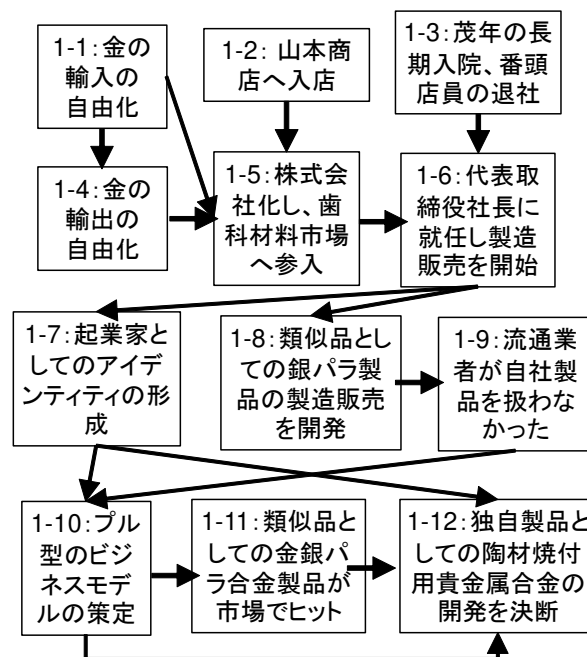 1-1：金の
輸入の
自由化
1-2： 山本商
店へ入店
1-3：茂年の長
期入院、番頭
店員の退社
1-4：金の
輸出の
自由化
1-5：株式会
社化し、歯
科材料市場
へ参入
1-6：代表取
締役社長に
就任し製造
販売を開始
1-7：起業家と
してのアイデ
ンティティの形
成
1-8：類似品とし
ての銀パラ製
品の製造販売
を開発
1-9：流通業
者が自社製
品を扱わな
かった
1-10：プル
型のビジ
ネスモデ
ルの策定
1-11：類似品と
しての金銀パ
ラ合金製品が
市場でヒット
1-12：独自製品と
しての陶材焼付
用貴金属合金の
開発を決断